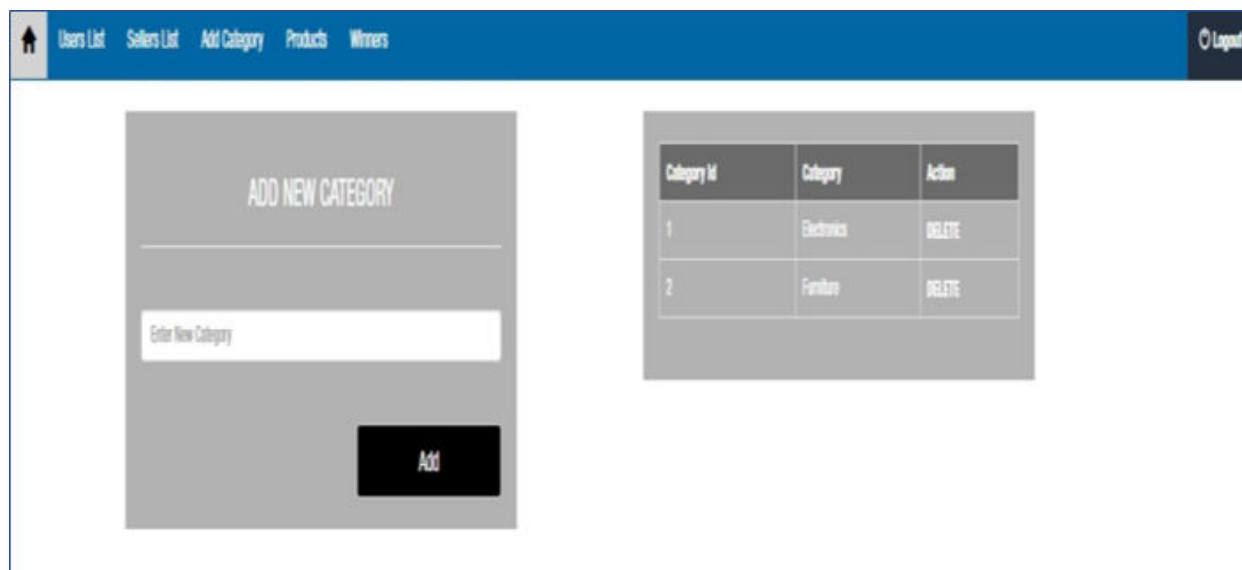 Users List Sellers List Add Category Products Winners Logout
ADD NEW CATEGORY
Enter New Category
Add
Category Id Category Action
1 Electronics DELETE
2 Furniture DELETE